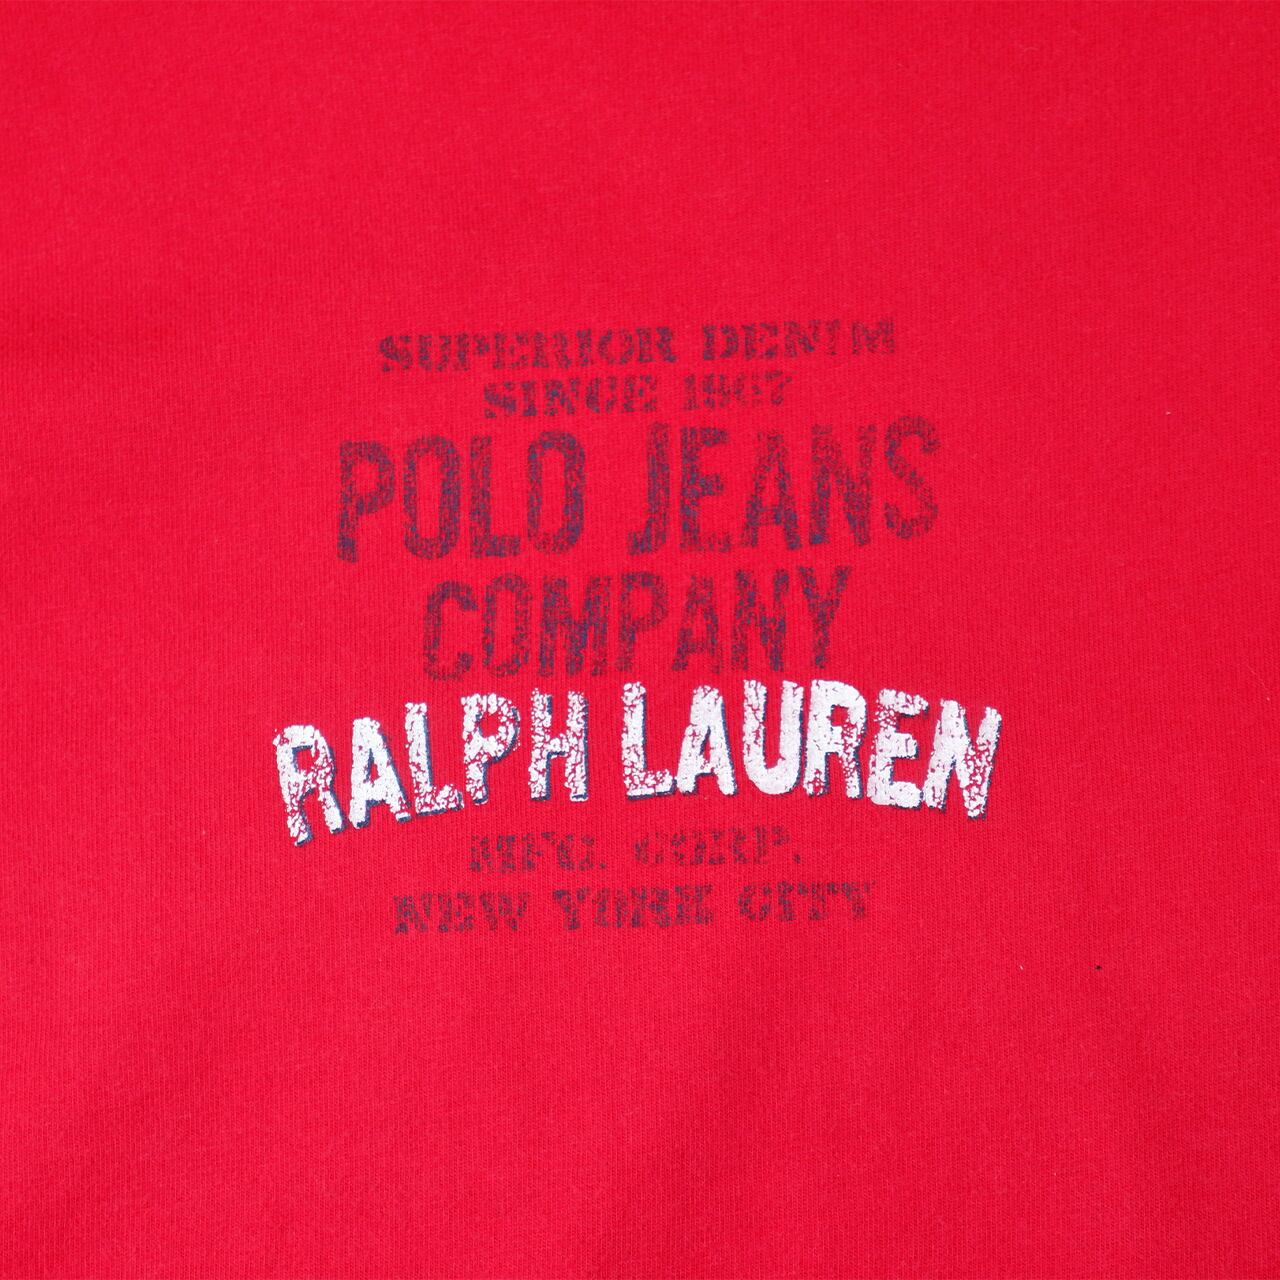 SUPERIOR DENIM
SINCE 1967
POLO JEANS
COMPANY
RALPH LAUREN
MFG. CORP.
NEW YORK CITY